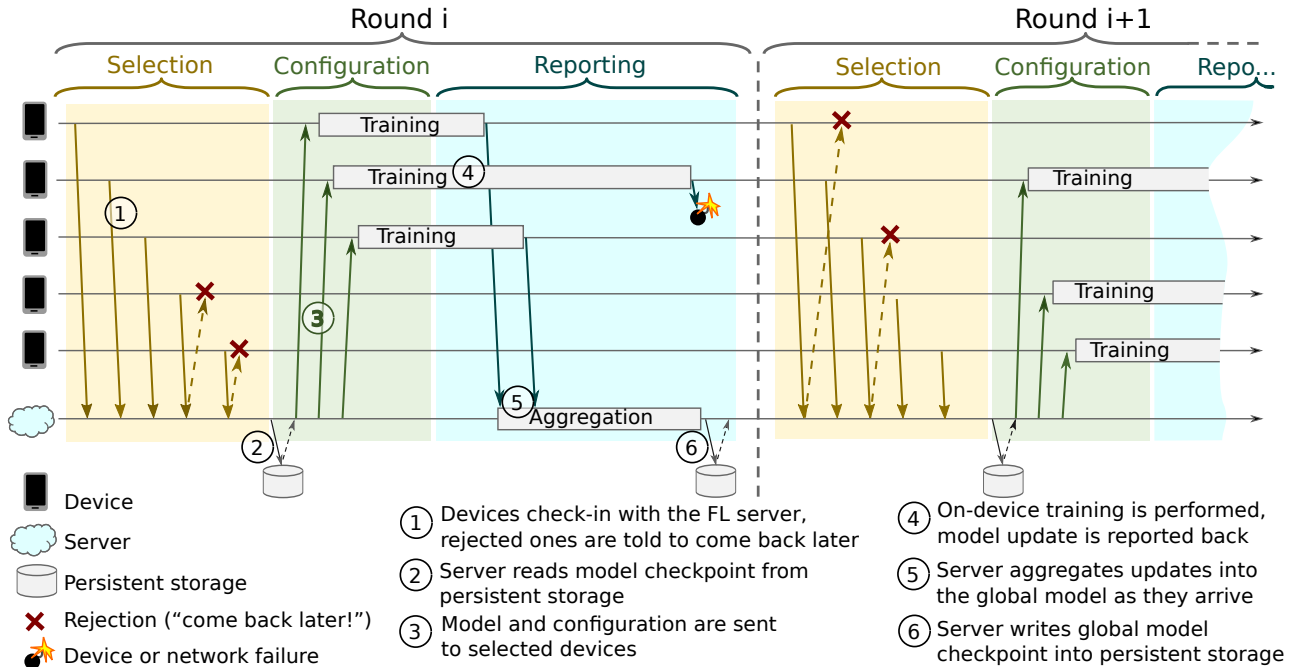 Round i
Round i+1
Selection
Configuration
Reporting
Selection
Configuration
Repo...
Training
Training
4
Training
1
3
Training
Training
Training
5
Aggregation
2
6
Device
Server
Persistent storage
Rejection (“come back later!”)
Device or network failure
1 Devices check-in with the FL server,
rejected ones are told to come back later
2 Server reads model checkpoint from
persistent storage
3 Model and configuration are sent
to selected devices
4 On-device training is performed,
model update is reported back
5 Server aggregates updates into
the global model as they arrive
6 Server writes global model
checkpoint into persistent storage